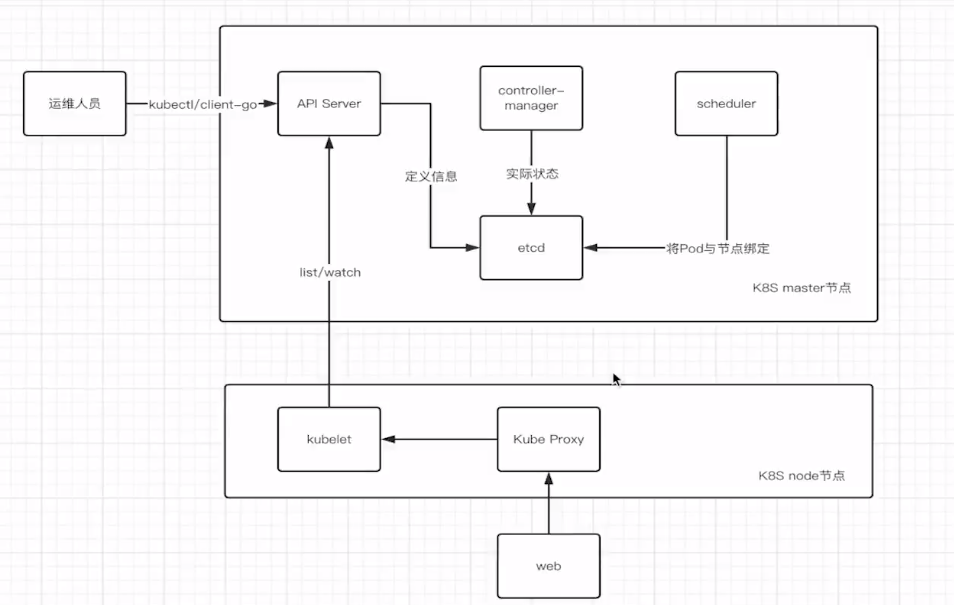 运维人员
kubectl/client-go
API Server
controller-
manager
scheduler
定义信息
实际状态
etcd
将Pod与节点绑定
list/watch
K8S master节点
kubelet
Kube Proxy
K8S node节点
web